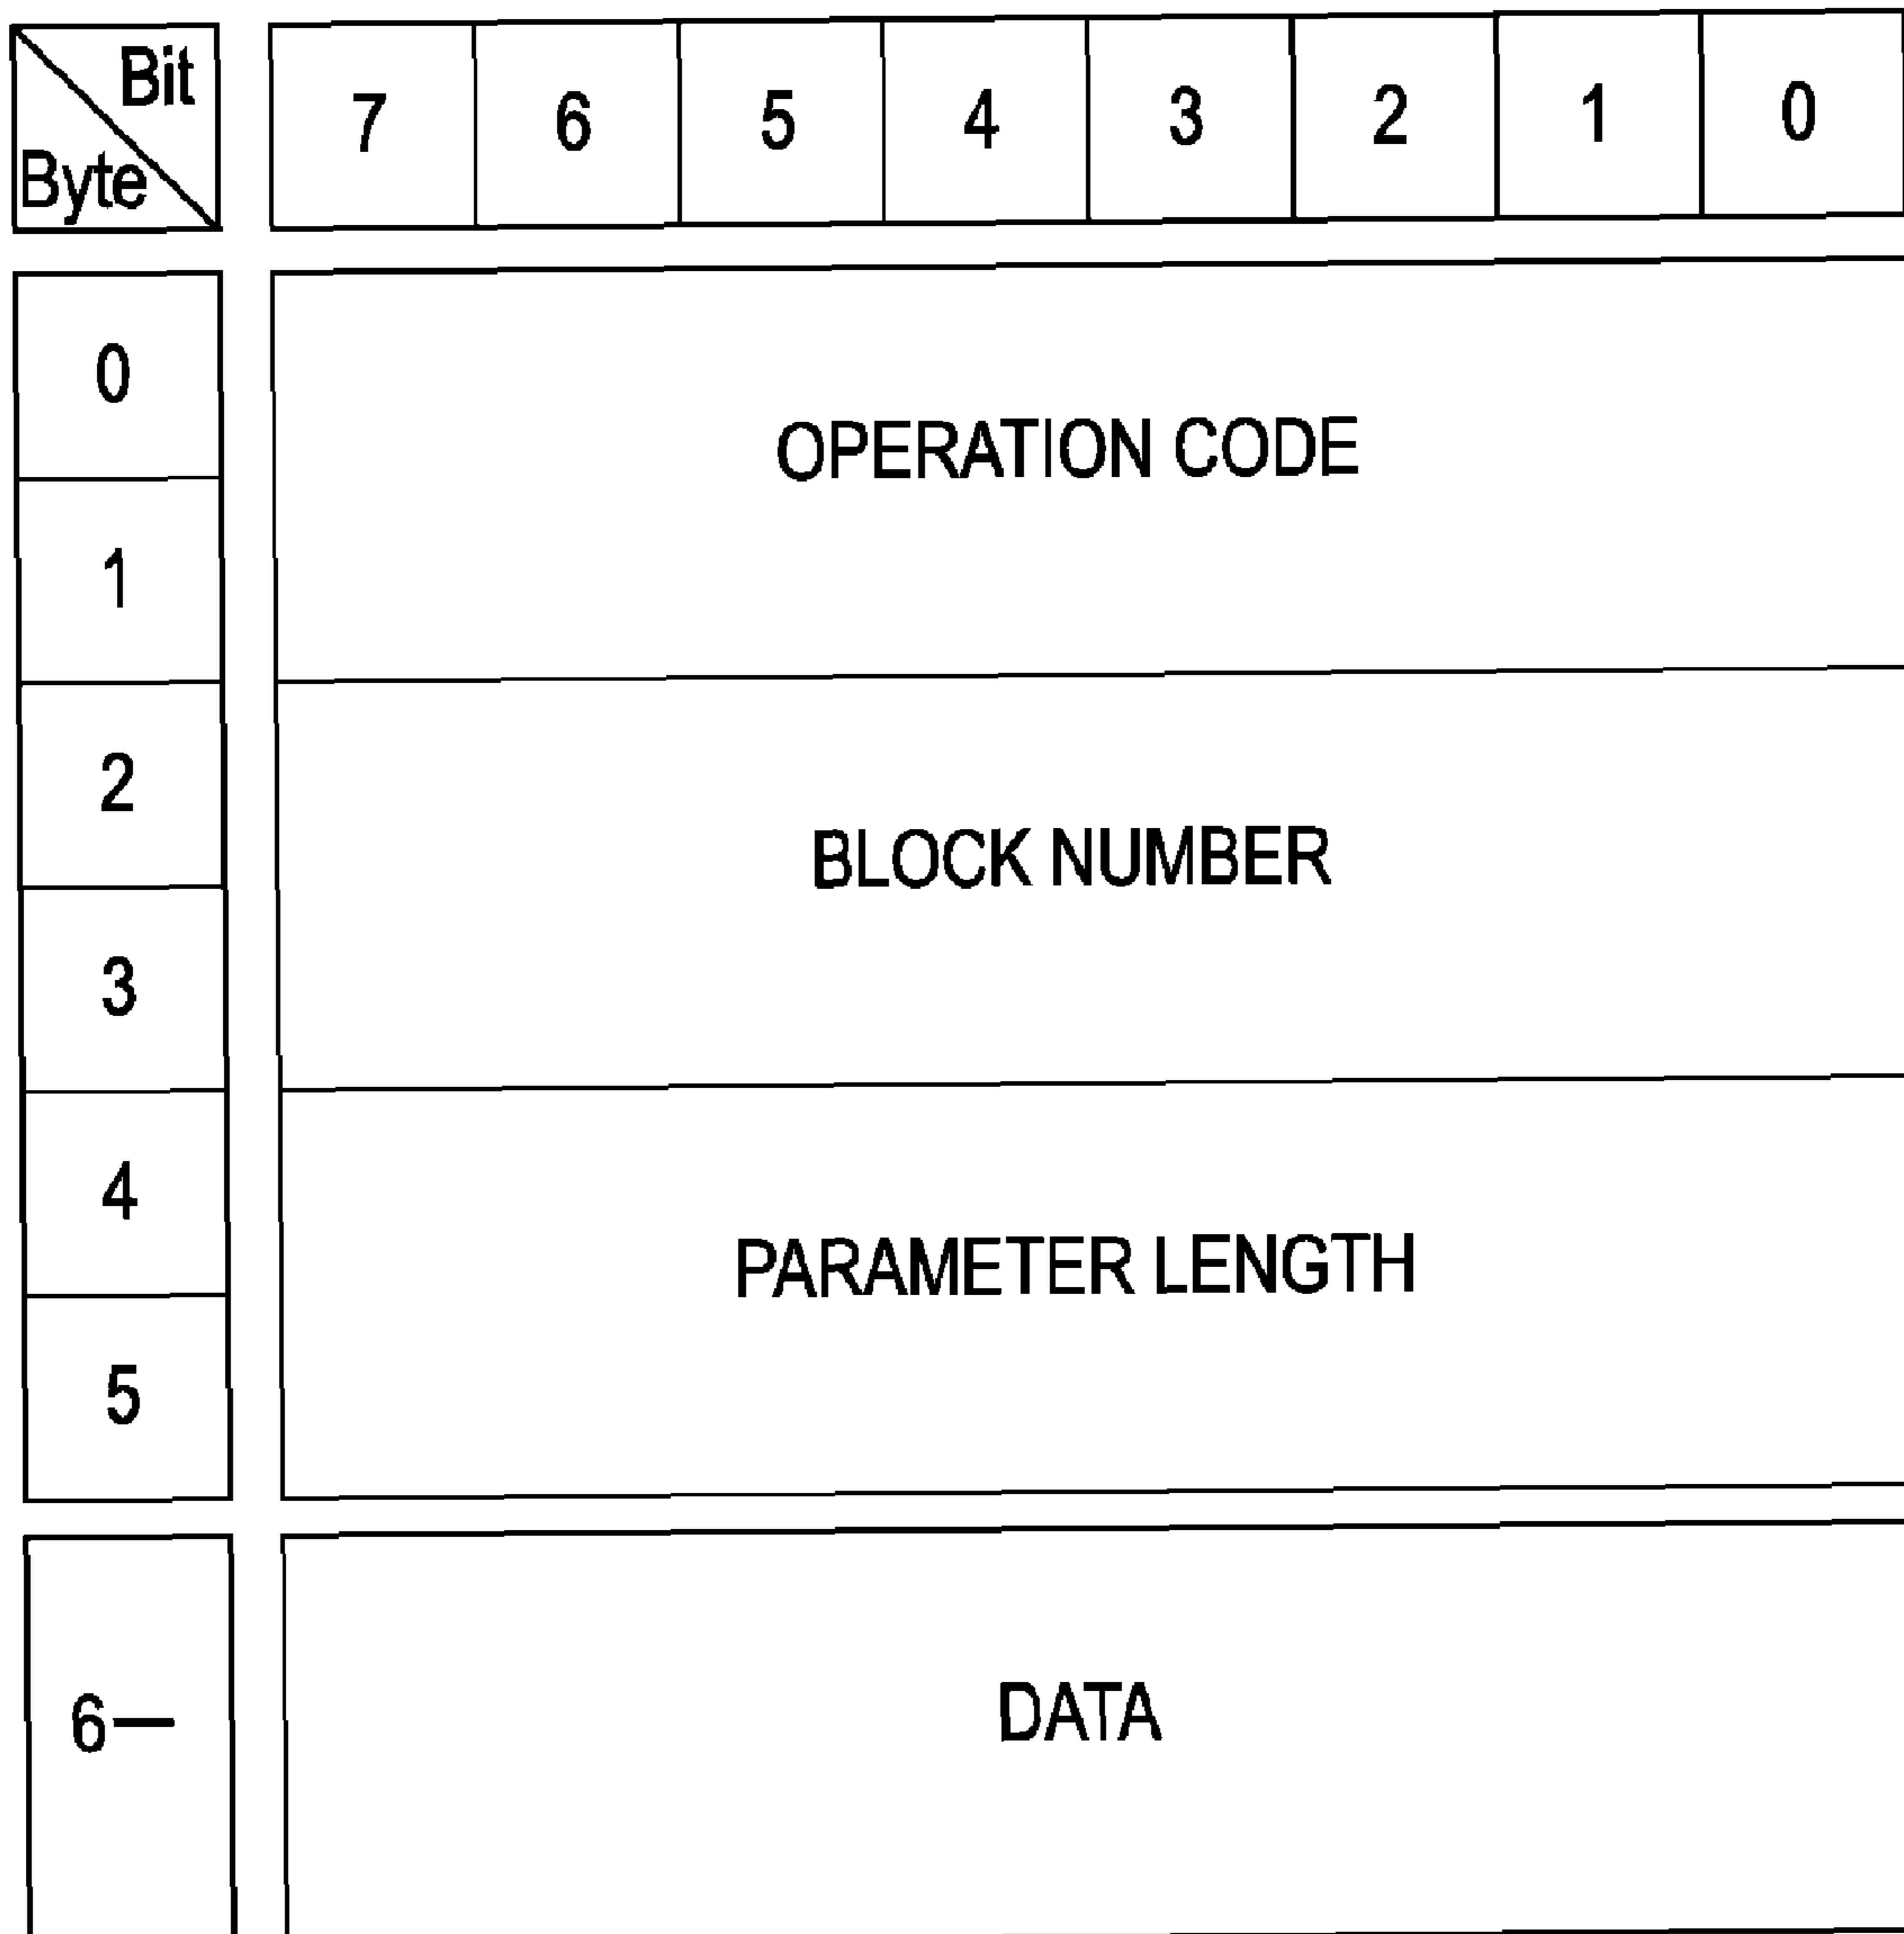 Bit
Byte
7 6 5 4 3 2 1 0
0
OPERATION CODE
1
2
BLOCK NUMBER
3
4
PARAMETER LENGTH
5
6—
DATA